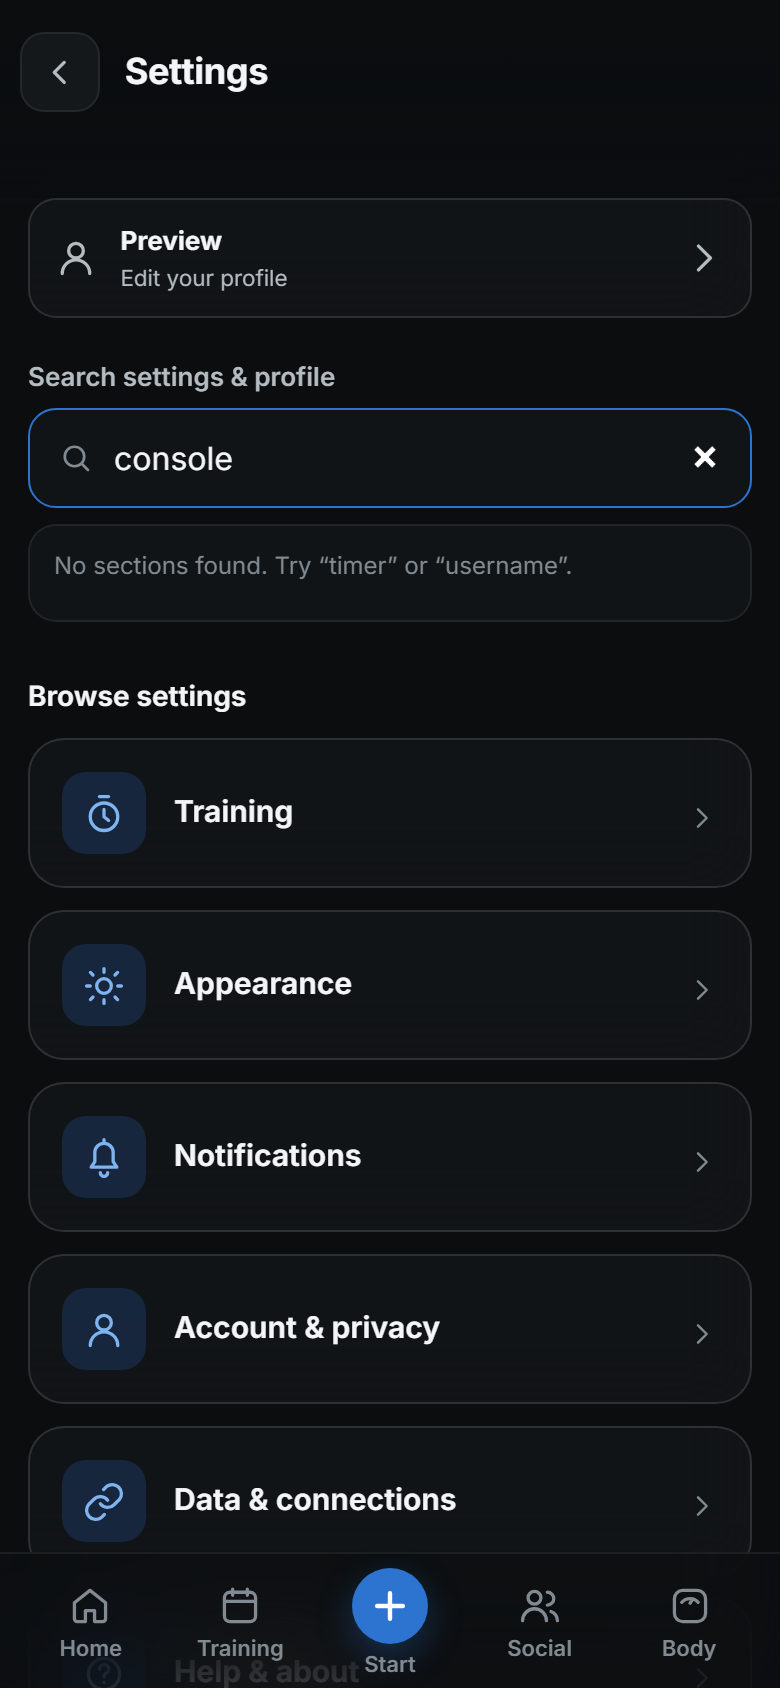 Settings
Preview
Edit your profile
Search settings & profile
console
No sections found. Try “timer” or “username”.
Browse settings
Training
Appearance
Notifications
Account & privacy
Data & connections
Home
Training
Start
Social
Body
Help & about